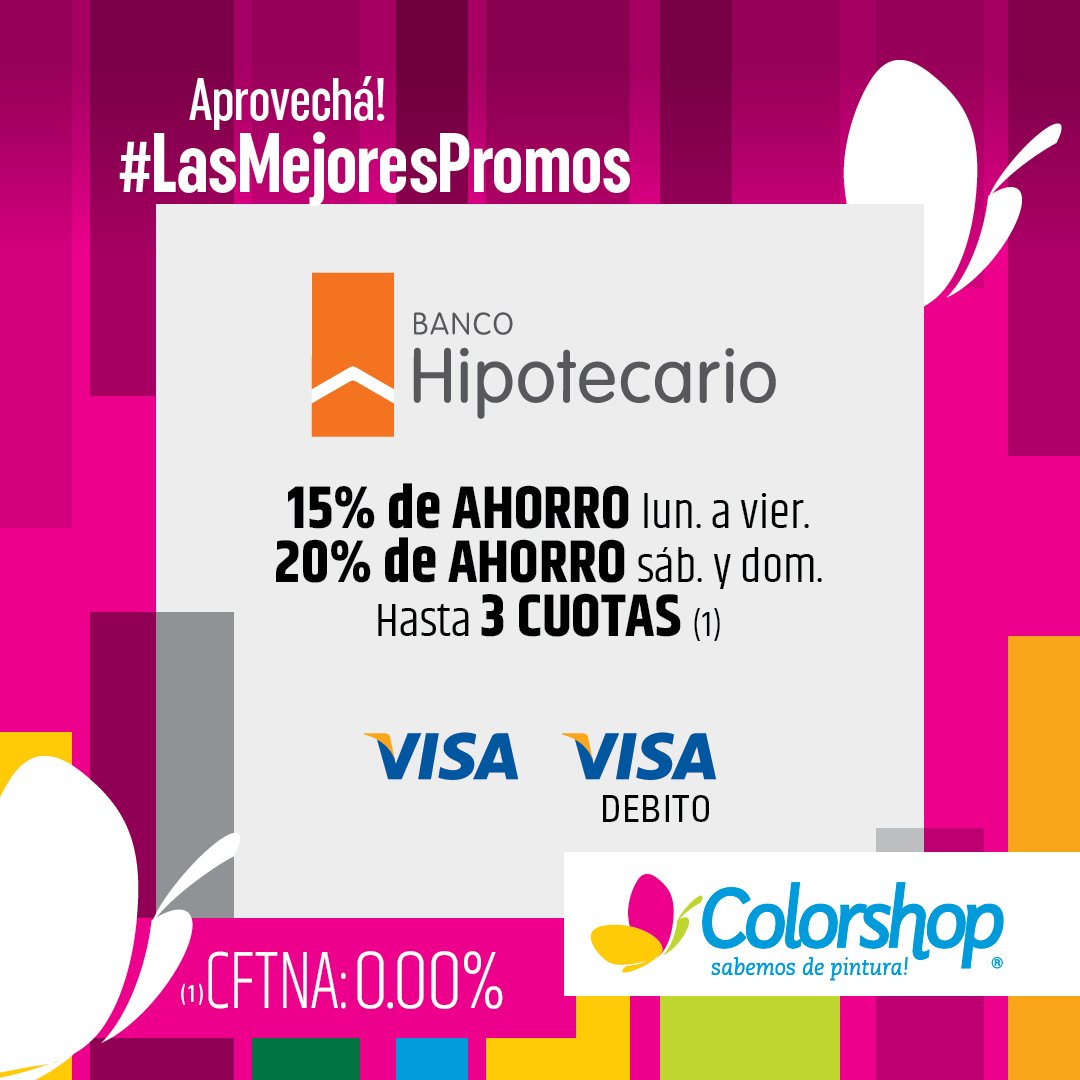 Aprovechá!
#LasMejoresPromos
BANCO
Hipotecario
15% de AHORRO lun. a vier.
20% de AHORRO sáb. y dom.
Hasta 3 CUOTAS (1)
VISA VISA
DEBITO
Colorshop
sabemos de pintura! ®
(1) CFTNA: 0.00%